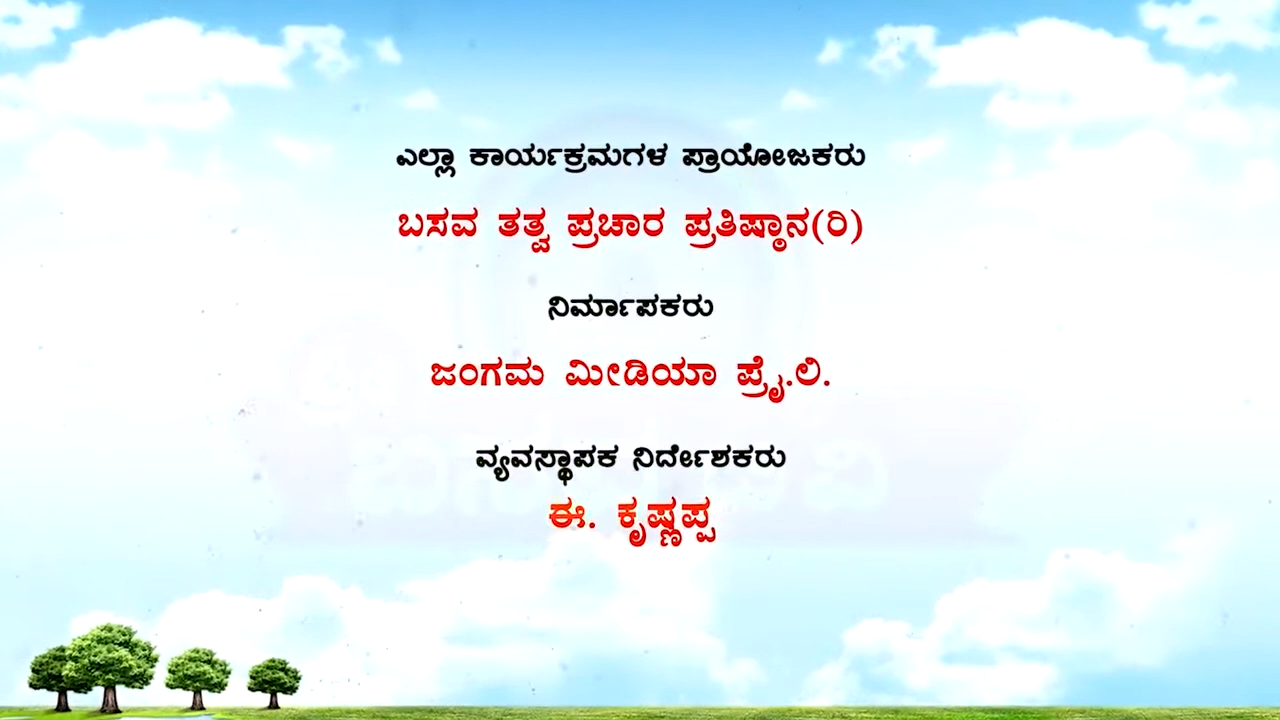 ಎಲ್ಲಾ ಕಾರ್ಯಕ್ರಮಗಳ ಪ್ರಾಯೋಜಕರು
ಬಸವ ತತ್ವ ಪ್ರಚಾರ ಪ್ರತಿಷ್ಠಾನ(ರಿ)
ನಿರ್ಮಾಪಕರು
ಜಂಗಮ ಮೀಡಿಯಾ ಪ್ರೈ.ಲಿ.
ವ್ಯವಸ್ಥಾಪಕ ನಿರ್ದೇಶಕರು
ಈ. ಕೃಷ್ಣಪ್ಪ